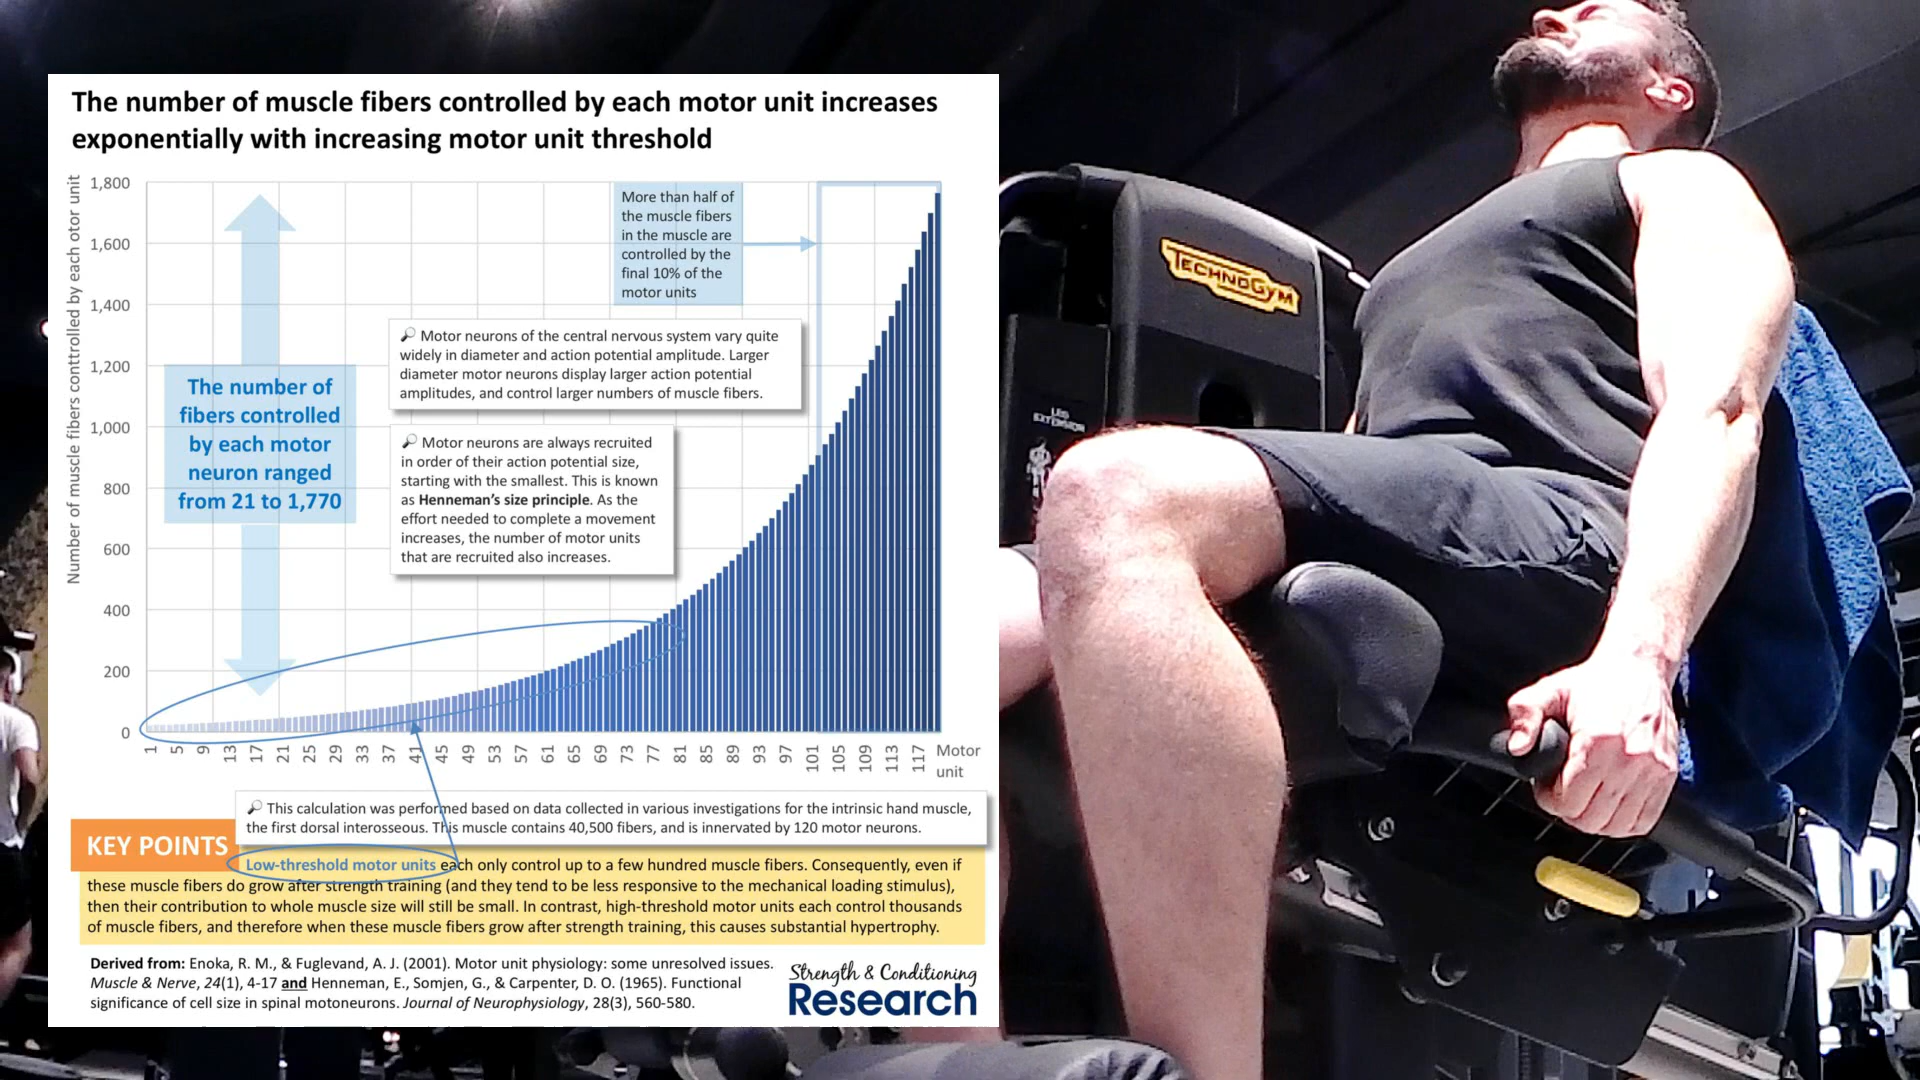 The number of muscle fibers controlled by each motor unit increases
exponentially with increasing motor unit threshold
Number of muscle fibers conttrolled by each otor unit
1,800
1,600
1,400
1,200
1,000
800
600
400
200
0
The number of
fibers controlled
by each motor
neuron ranged
from 21 to 1,770
More than half of
the muscle fibers
in the muscle are
controlled by the
final 10% of the
motor units
Motor neurons of the central nervous system vary quite
widely in diameter and action potential amplitude. Larger
diameter motor neurons display larger action potential
amplitudes, and control larger numbers of muscle fibers.
Motor neurons are always recruited
in order of their action potential size,
starting with the smallest. This is known
as Henneman's size principle. As the
effort needed to complete a movement
increases, the number of motor units
that are recruited also increases.
1 5 9 13 17 21 25 29 33 37 41 45 49 53 57 61 65 69 73 77 81 85 89 93 97 101 105 109 113 117
Motor
unit
This calculation was performed based on data collected in various investigations for the intrinsic hand muscle,
the first dorsal interosseous. This muscle contains 40,500 fibers, and is innervated by 120 motor neurons.
KEY POINTS
Low-threshold motor units each only control up to a few hundred muscle fibers. Consequently, even if
these muscle fibers do grow after strength training (and they tend to be less responsive to the mechanical loading stimulus),
then their contribution to whole muscle size will still be small. In contrast, high-threshold motor units each control thousands
of muscle fibers, and therefore when these muscle fibers grow after strength training, this causes substantial hypertrophy.
Derived from: Enoka, R. M., & Fuglevand, A. J. (2001). Motor unit physiology: some unresolved issues.
Muscle & Nerve, 24(1), 4-17 and Henneman, E., Somjen, G., & Carpenter, D. O. (1965). Functional
significance of cell size in spinal motoneurons. Journal of Neurophysiology, 28(3), 560-580.
Strength & Conditioning
Research
TECHNOGYM
LEG
EXTENSION